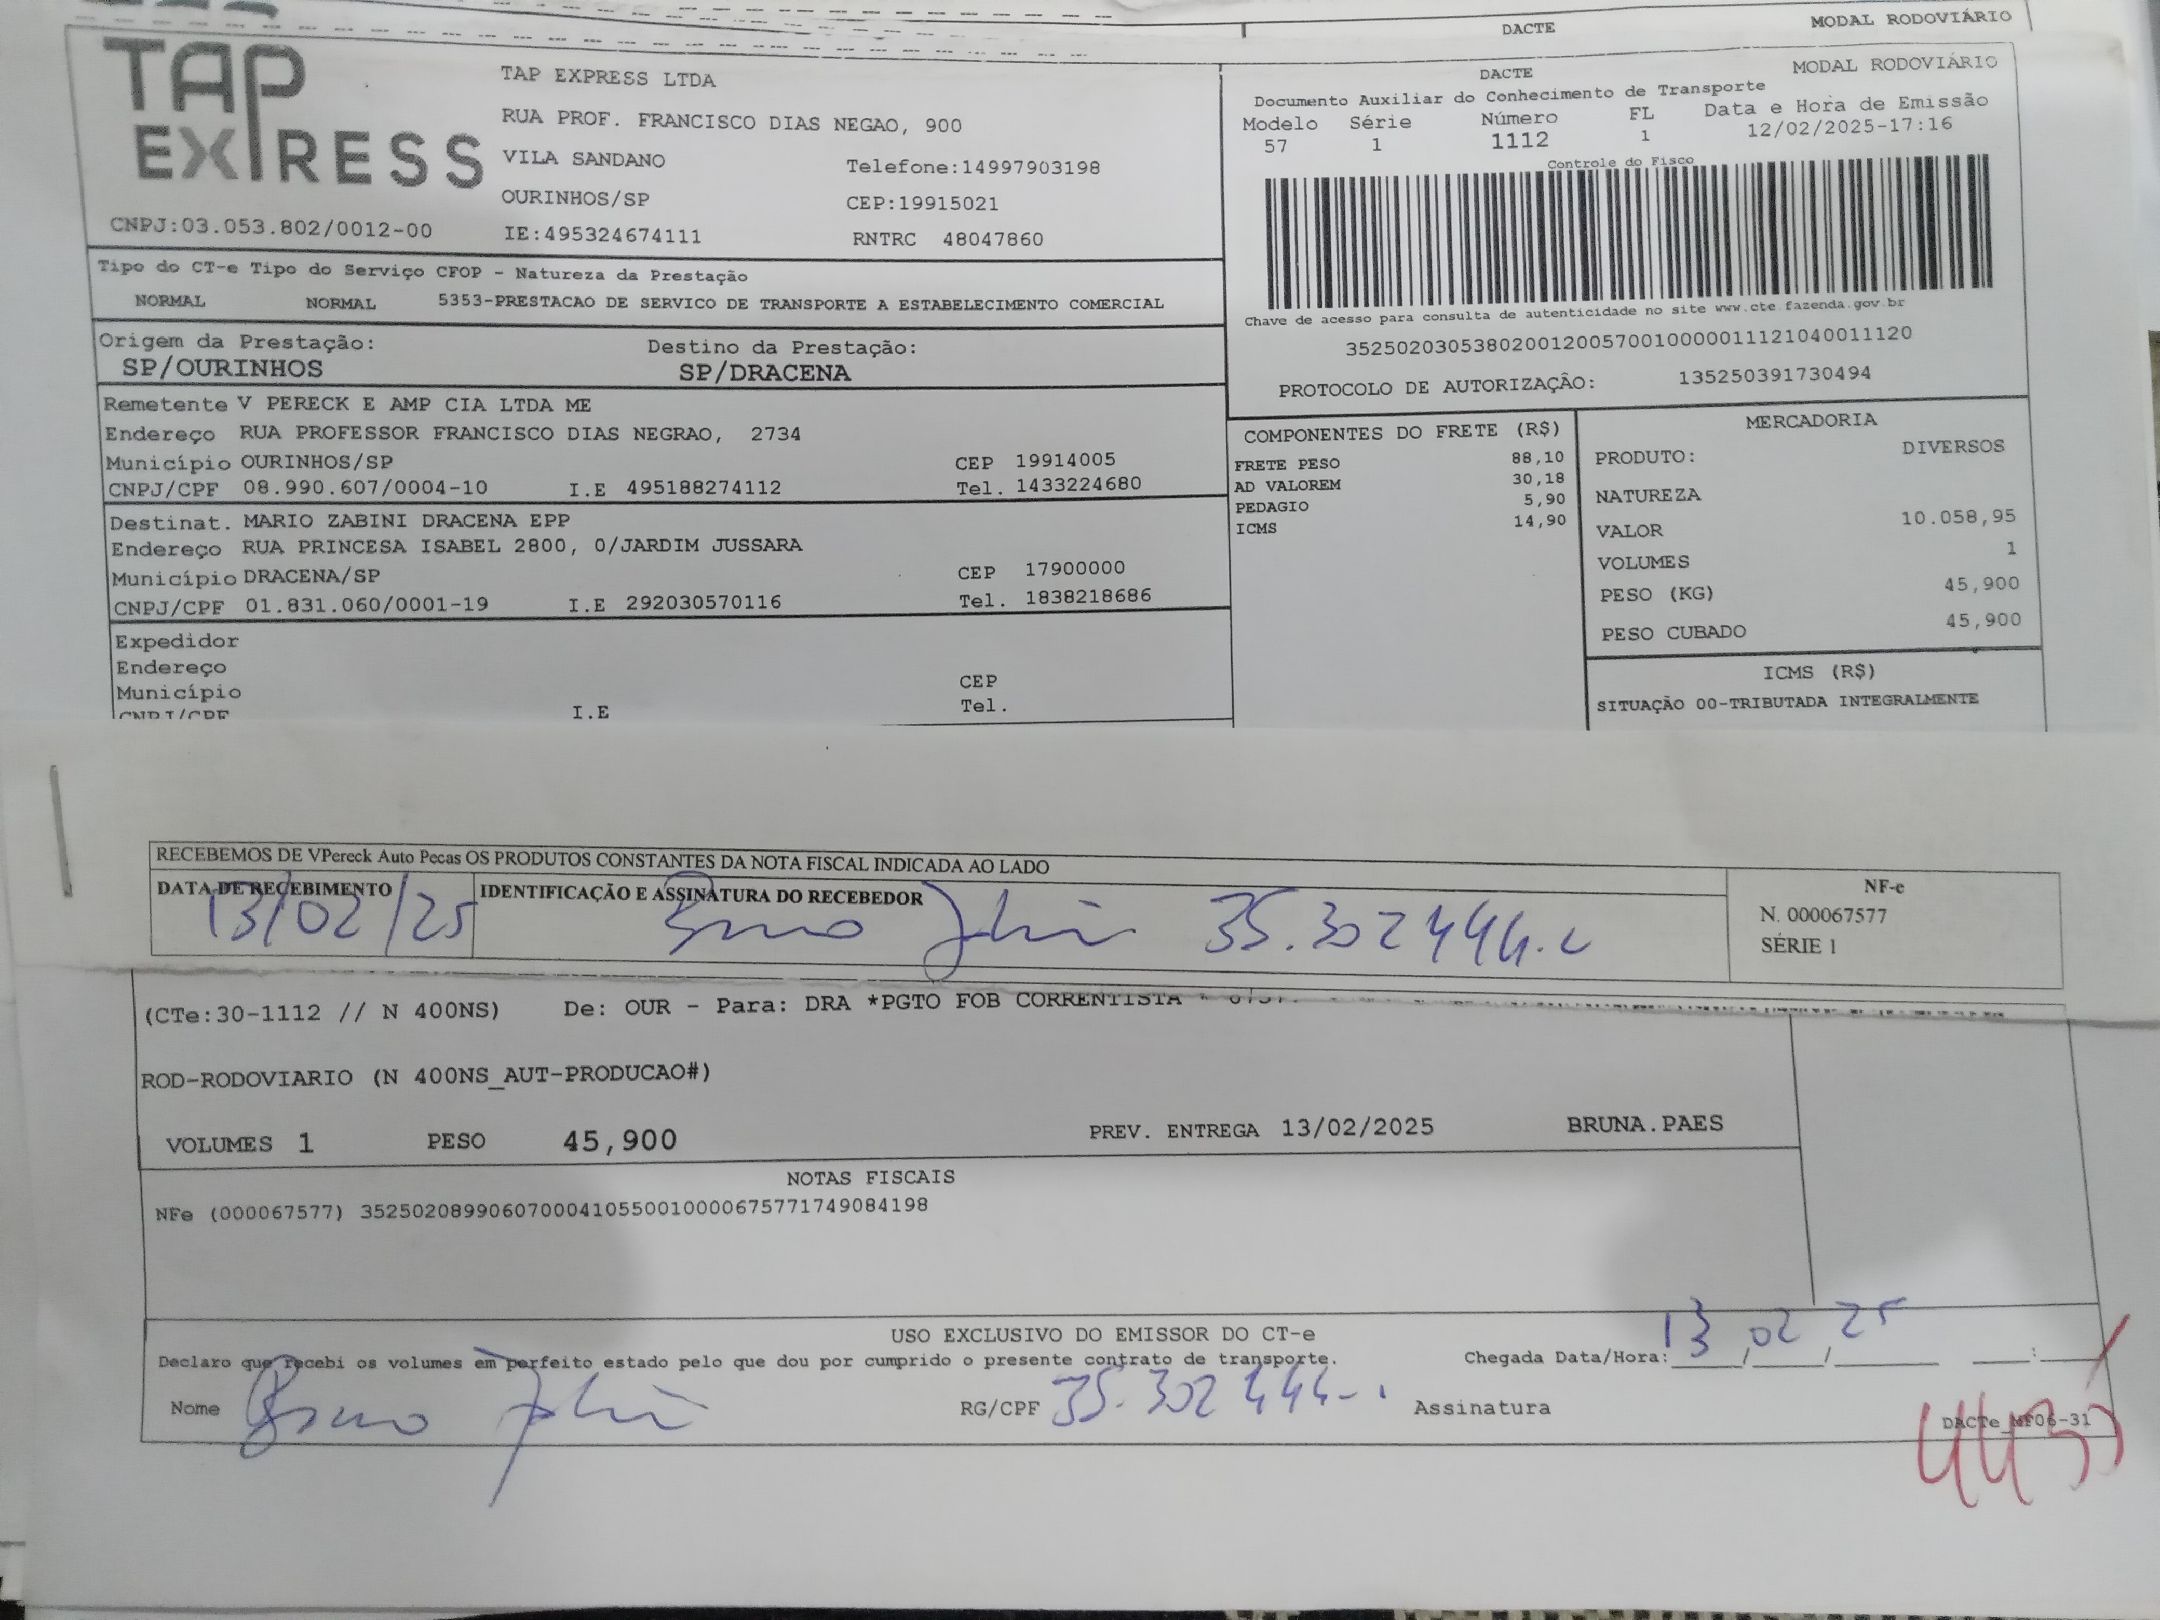 DACTE MODAL RODOVIÁRIO
TAP EXPRESS
CNPJ:03.053.802/0012-00
TAP EXPRESS LTDA
RUA PROF. FRANCISCO DIAS NEGAO, 900
VILA SANDANO Telefone:14997903198
OURINHOS/SP CEP:19915021
IE:495324674111 RNTRC 48047860
DACTE MODAL RODOVIÁRIO
Documento Auxiliar do Conhecimento de Transporte
Modelo Série Número FL Data e Hora de Emissão
57 1 1112 1 12/02/2025-17:16
Controle do Fisco
Chave de acesso para consulta de autenticidade no site www.cte.fazenda.gov.br
35250203053802001200570010000011121040011120
PROTOCOLO DE AUTORIZAÇÃO: 135250391730494
Tipo do CT-e Tipo do Serviço CFOP - Natureza da Prestação
NORMAL NORMAL 5353-PRESTACAO DE SERVICO DE TRANSPORTE A ESTABELECIMENTO COMERCIAL
Origem da Prestação: Destino da Prestação:
SP/OURINHOS SP/DRACENA
Remetente V PERECK E AMP CIA LTDA ME
Endereço RUA PROFESSOR FRANCISCO DIAS NEGRAO, 2734
Município OURINHOS/SP CEP 19914005
CNPJ/CPF 08.990.607/0004-10 I.E 495188274112 Tel. 1433224680
Destinat. MARIO ZABINI DRACENA EPP
Endereço RUA PRINCESA ISABEL 2800, 0/JARDIM JUSSARA
Município DRACENA/SP CEP 17900000
CNPJ/CPF 01.831.060/0001-19 I.E 292030570116 Tel. 1838218686
Expedidor
Endereço
Município CEP
CNPJ/CPF I.E Tel.
COMPONENTES DO FRETE (R$)
FRETE PESO 88,10
AD VALOREM 30,18
PEDAGIO 5,90
ICMS 14,90
MERCADORIA
PRODUTO: DIVERSOS
NATUREZA
VALOR 10.058,95
VOLUMES 1
PESO (KG) 45,900
PESO CUBADO 45,900
ICMS (R$)
SITUAÇÃO 00-TRIBUTADA INTEGRALMENTE
RECEBEMOS DE VPereck Auto Pecas OS PRODUTOS CONSTANTES DA NOTA FISCAL INDICADA AO LADO
DATA DE RECEBIMENTO IDENTIFICAÇÃO E ASSINATURA DO RECEBEDOR
13/02/25 Bruno 35.302444.
NF-e
N. 000067577
SÉRIE 1
(CTe:30-1112 // N 400NS) De: OUR - Para: DRA *PGTO FOB CORRENTISTA
ROD-RODOVIARIO (N 400NS_AUT-PRODUCAO#)
VOLUMES 1 PESO 45,900 PREV. ENTREGA 13/02/2025 BRUNA.PAES
NOTAS FISCAIS
NFe (000067577) 35250208990607000410550010000675771749084198
USO EXCLUSIVO DO EMISSOR DO CT-e
Declaro que recebi os volumes em perfeito estado pelo que dou por cumprido o presente contrato de transporte. Chegada Data/Hora: 13/02/25
Nome Bruno RG/CPF 35.302444- Assinatura
DACTe_MF06-31